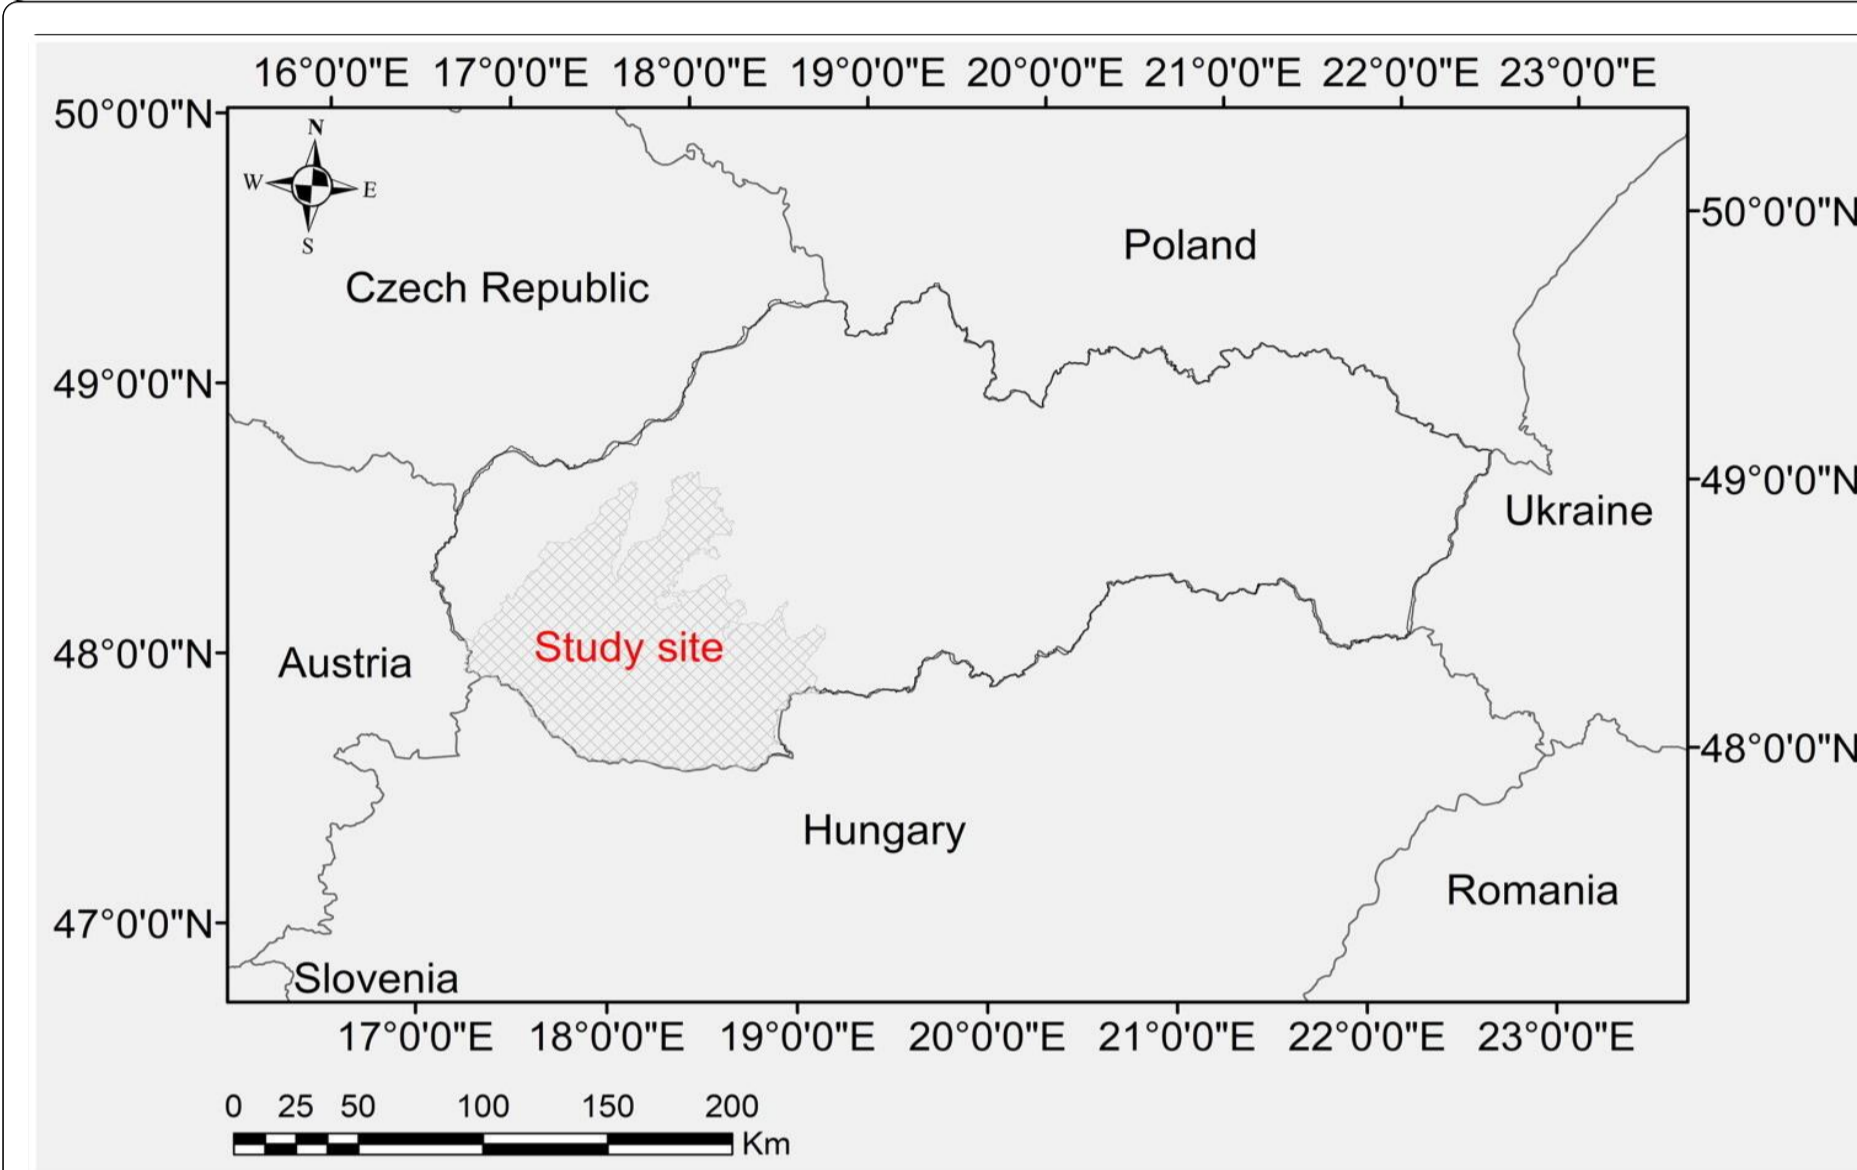 16°0'0"E 17°0'0"E 18°0'0"E 19°0'0"E 20°0'0"E 21°0'0"E 22°0'0"E 23°0'0"E
50°0'0"N
N
W E
S
50°0'0"N
Poland
Czech Republic
49°0'0"N
49°0'0"N
Ukraine
48°0'0"N
Study site
Austria
48°0'0"N
Hungary
Romania
47°0'0"N
Slovenia
17°0'0"E 18°0'0"E 19°0'0"E 20°0'0"E 21°0'0"E 22°0'0"E 23°0'0"E
0 25 50 100 150 200
Km